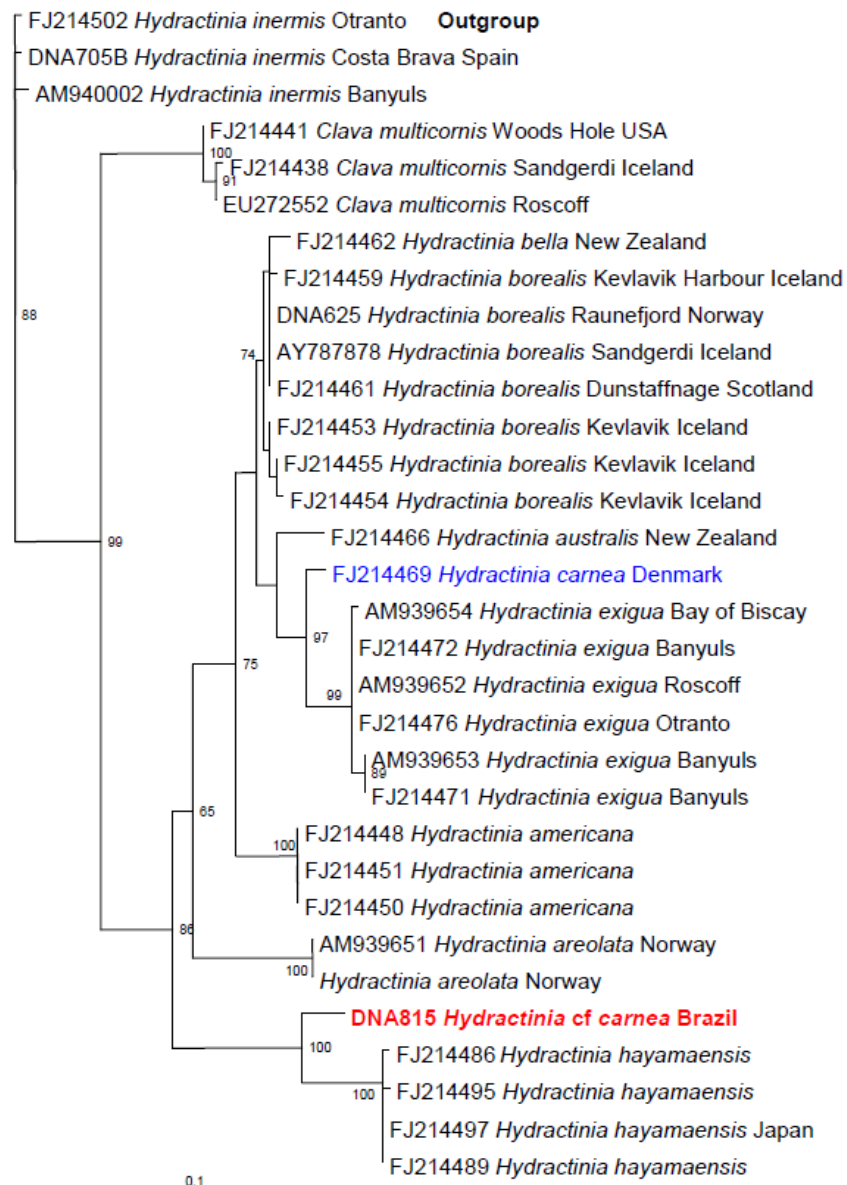 FJ214502 Hydractinia inermis Otranto Outgroup
DNA705B Hydractinia inermis Costa Brava Spain
AM940002 Hydractinia inermis Banyuls
FJ214441 Clava multicornis Woods Hole USA
100
FJ214438 Clava multicornis Sandgerdi Iceland
91
EU272552 Clava multicornis Roscoff
FJ214462 Hydractinia bella New Zealand
FJ214459 Hydractinia borealis Kevlavik Harbour Iceland
88
DNA625 Hydractinia borealis Raunefjord Norway
74
AY787878 Hydractinia borealis Sandgerdi Iceland
FJ214461 Hydractinia borealis Dunstaffnage Scotland
FJ214453 Hydractinia borealis Kevlavik Iceland
FJ214455 Hydractinia borealis Kevlavik Iceland
FJ214454 Hydractinia borealis Kevlavik Iceland
FJ214466 Hydractinia australis New Zealand
99
FJ214469 Hydractinia carnea Denmark
AM939654 Hydractinia exigua Bay of Biscay
97
FJ214472 Hydractinia exigua Banyuls
75
AM939652 Hydractinia exigua Roscoff
99
FJ214476 Hydractinia exigua Otranto
AM939653 Hydractinia exigua Banyuls
89
FJ214471 Hydractinia exigua Banyuls
65
FJ214448 Hydractinia americana
100
FJ214451 Hydractinia americana
FJ214450 Hydractinia americana
86
AM939651 Hydractinia areolata Norway
100
Hydractinia areolata Norway
DNA815 Hydractinia cf carnea Brazil
100
FJ214486 Hydractinia hayamaensis
FJ214495 Hydractinia hayamaensis
100
FJ214497 Hydractinia hayamaensis Japan
FJ214489 Hydractinia hayamaensis
0.1